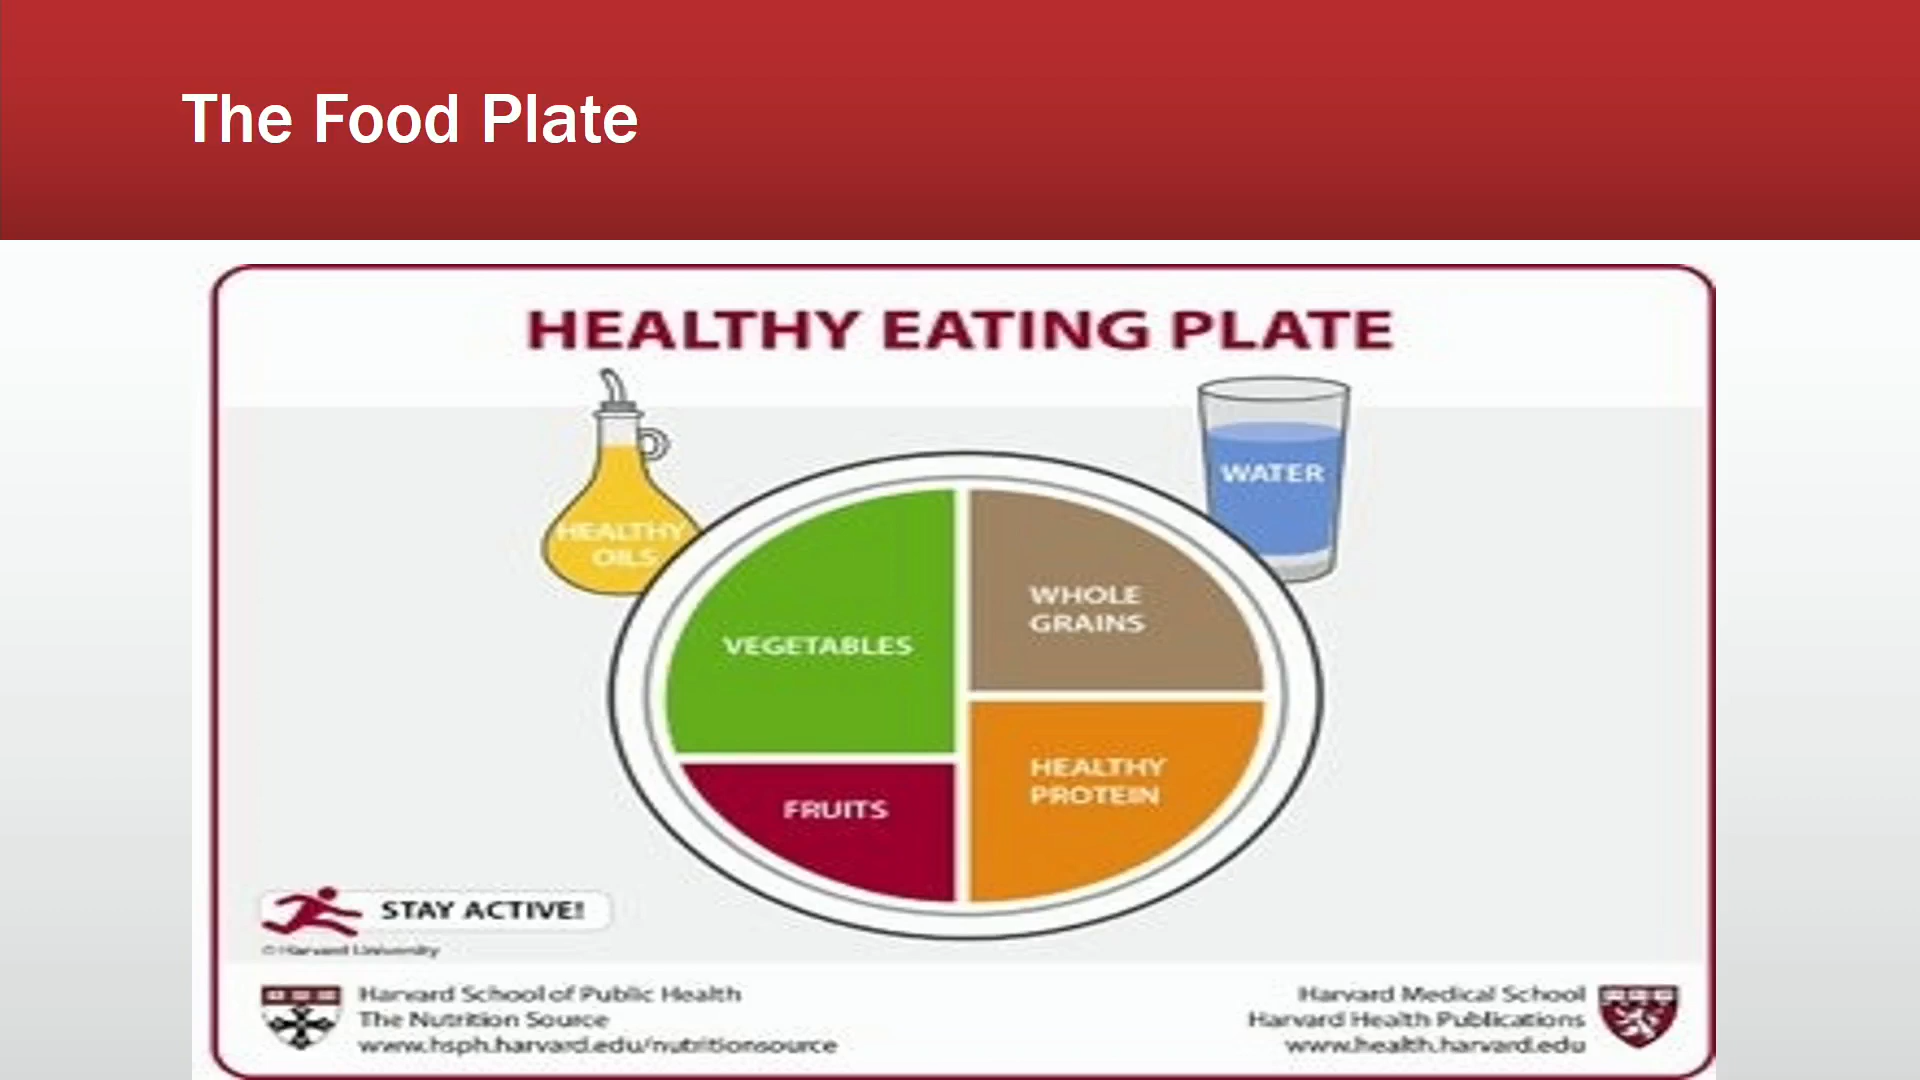 The Food Plate
HEALTHY EATING PLATE
HEALTHY
OILS
WATER
VEGETABLES
WHOLE
GRAINS
FRUITS
HEALTHY
PROTEIN
STAY ACTIVE!
© Harvard University
Harvard School of Public Health
The Nutrition Source
www.hsph.harvard.edu/nutritionsource
Harvard Medical School
Harvard Health Publications
www.health.harvard.edu